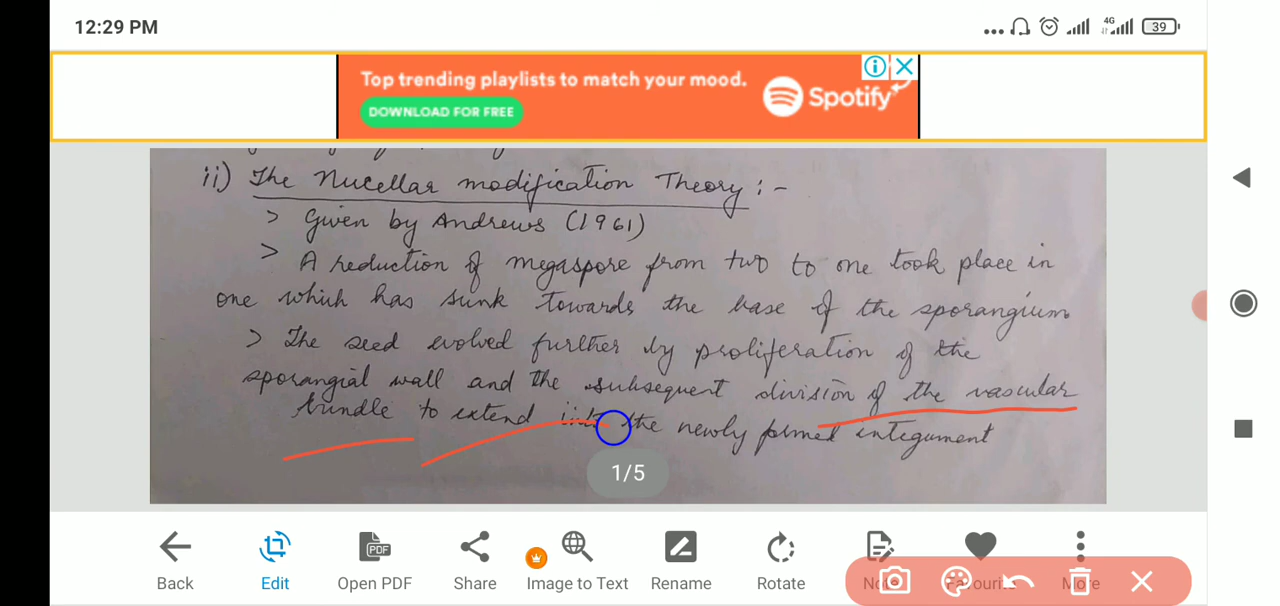 12:29 PM
4G
39
Top trending playlists to match your mood.
DOWNLOAD FOR FREE
Spotify
ii) The Nucellar modification Theory :-
> Given by Andrews (1961)
> A reduction of megaspore from two to one took place in
one which has sunk towards the base of the sporangium
> The seed evolved further by proliferation of the
sporangial wall and the subsequent division of the vascular
bundle to extend into the newly formed integument
1/5
Back
Edit
PDF
Open PDF
Share
Image to Text
Rename
Rotate
More